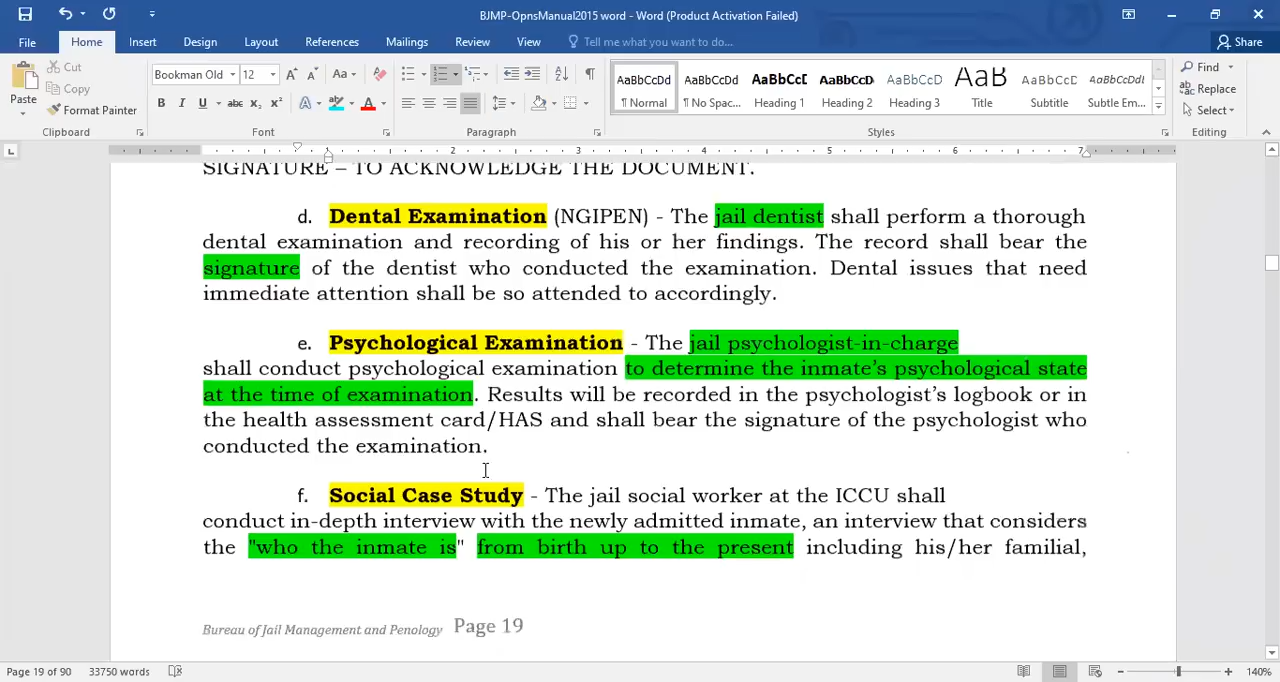 BJMP-OpnsManual2015 word - Word (Product Activation Failed)
File Home Insert Design Layout References Mailings Review View Tell me what you want to do... Share
Paste
Cut
Copy
Format Painter
Clipboard
Bookman Old 12
Font
Paragraph
AaBbCcDd AaBbCcDd AaBbCcI AaBbCcI AaBbCcD AaB AaBbCcD AaBbCcDdI
¶ Normal ¶ No Spac... Heading 1 Heading 2 Heading 3 Title Subtitle Subtle Em...
Styles
Find
Replace
Select
Editing
1 2 3 4 5 6 7
SIGNATURE – TO ACKNOWLEDGE THE DOCUMENT.
d. Dental Examination (NGIPEN) - The jail dentist shall perform a thorough
dental examination and recording of his or her findings. The record shall bear the
signature of the dentist who conducted the examination. Dental issues that need
immediate attention shall be so attended to accordingly.
e. Psychological Examination - The jail psychologist-in-charge
shall conduct psychological examination to determine the inmate's psychological state
at the time of examination. Results will be recorded in the psychologist's logbook or in
the health assessment card/HAS and shall bear the signature of the psychologist who
conducted the examination.
f. Social Case Study - The jail social worker at the ICCU shall
conduct in-depth interview with the newly admitted inmate, an interview that considers
the "who the inmate is" from birth up to the present including his/her familial,
Bureau of Jail Management and Penology Page 19
Page 19 of 90 33750 words 140%